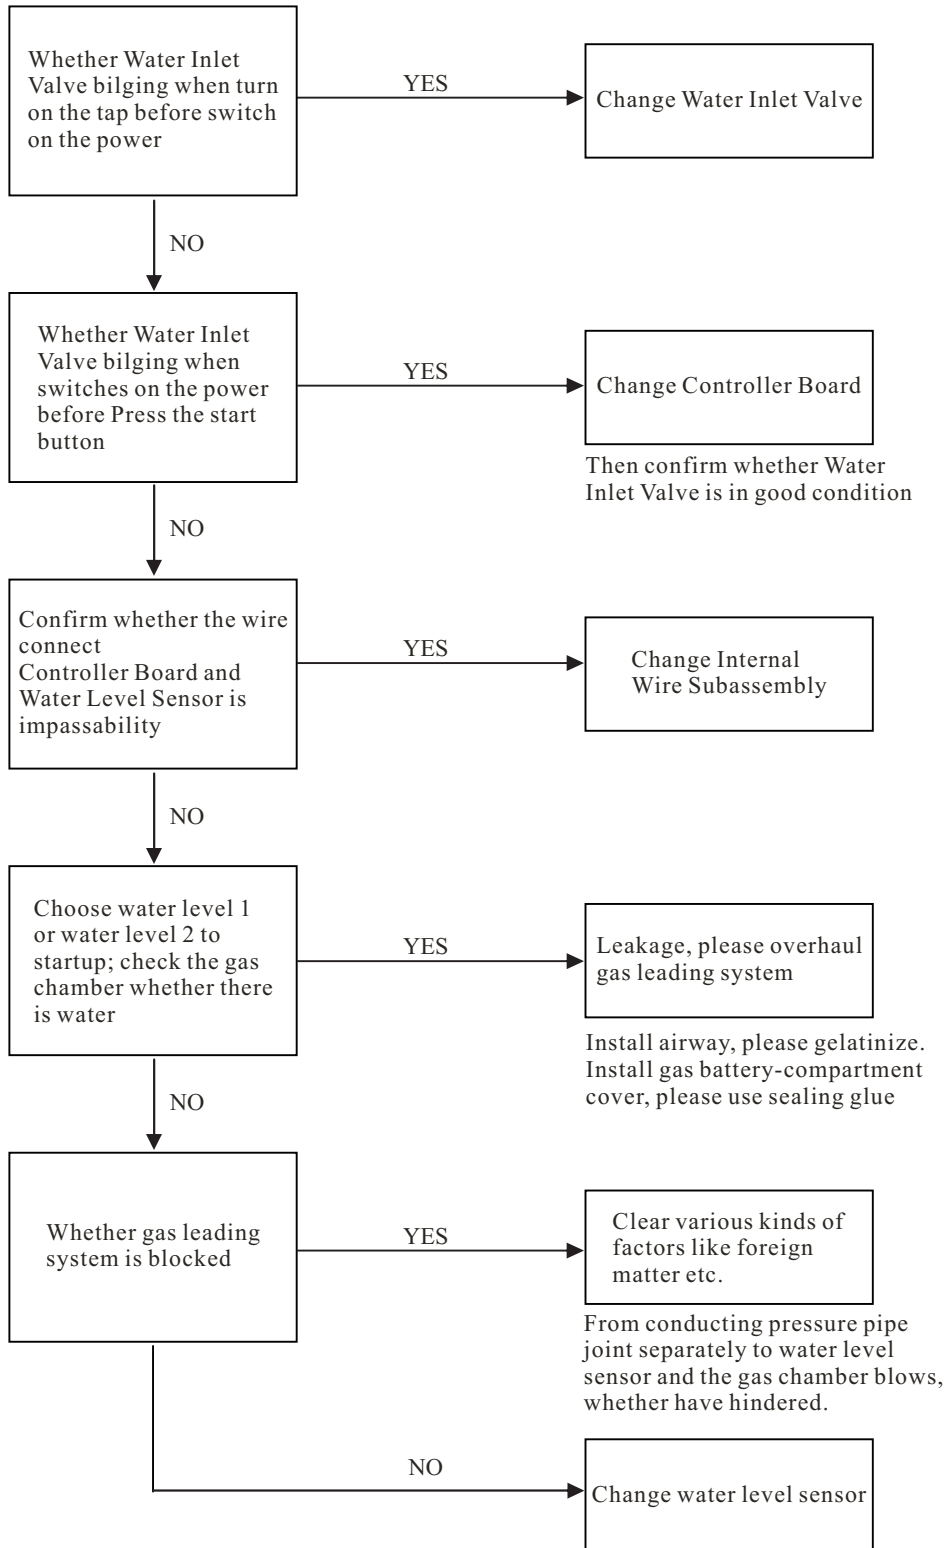 Whether Water Inlet
Valve bilging when turn
on the tap before switch
on the power
YES
Change Water Inlet Valve
NO
Whether Water Inlet
Valve bilging when
switches on the power
before Press the start
button
YES
Change Controller Board
Then confirm whether Water
Inlet Valve is in good condition
NO
Confirm whether the wire
connect
Controller Board and
Water Level Sensor is
impassability
YES
Change Internal
Wire Subassembly
NO
Choose water level 1
or water level 2 to
startup; check the gas
chamber whether there
is water
YES
Leakage, please overhaul
gas leading system
Install airway, please gelatinize.
Install gas battery-compartment
cover, please use sealing glue
NO
Whether gas leading
system is blocked
YES
Clear various kinds of
factors like foreign
matter etc.
From conducting pressure pipe
joint separately to water level
sensor and the gas chamber blows,
whether have hindered.
NO
Change water level sensor